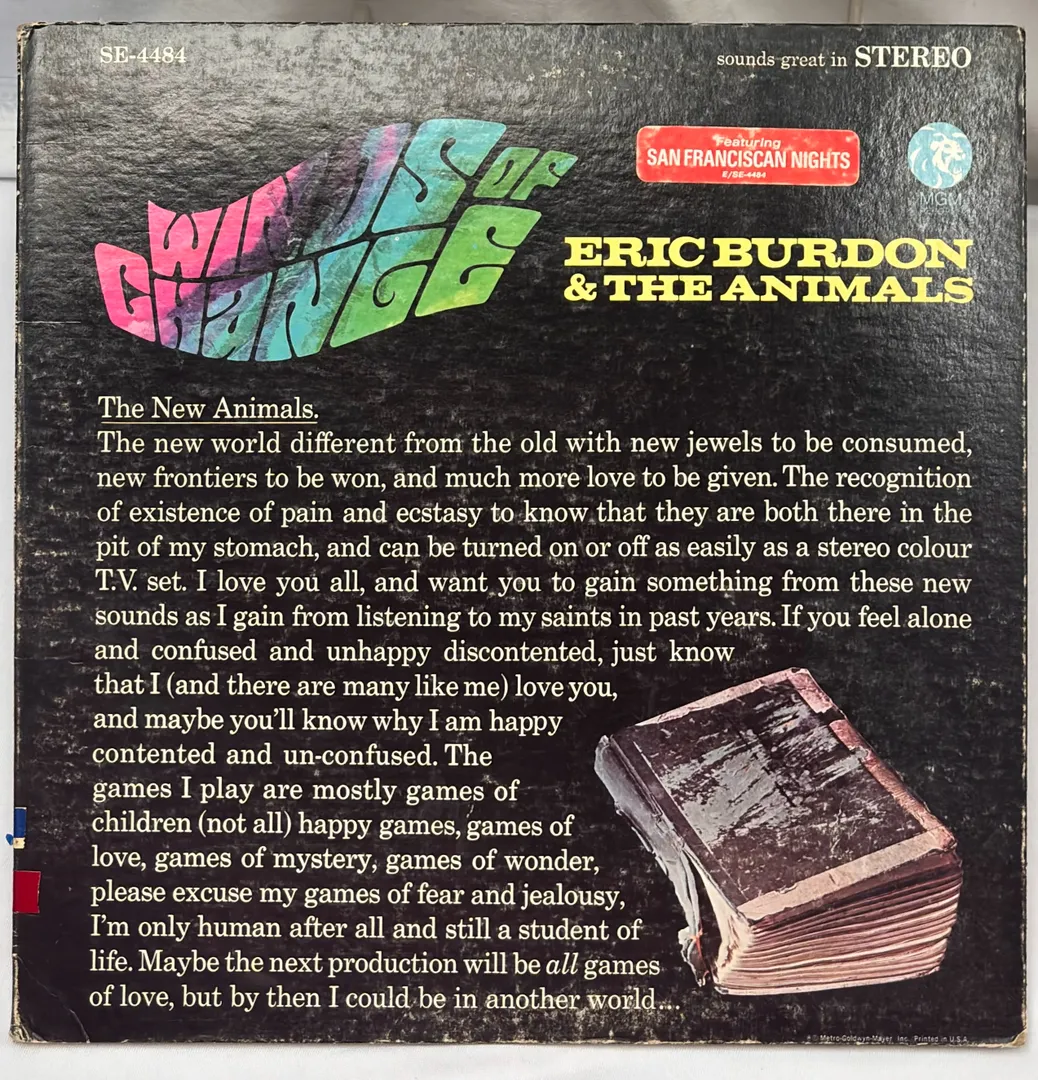 SE-4484
sounds great in STEREO
WINDS OF
CHANGE
Featuring
SAN FRANCISCAN NIGHTS
E/SE-4484
MGM
ERIC BURDON
& THE ANIMALS
The New Animals.
The new world different from the old with new jewels to be consumed,
new frontiers to be won, and much more love to be given. The recognition
of existence of pain and ecstasy to know that they are both there in the
pit of my stomach, and can be turned on or off as easily as a stereo colour
T.V. set. I love you all, and want you to gain something from these new
sounds as I gain from listening to my saints in past years. If you feel alone
and confused and unhappy discontented, just know
that I (and there are many like me) love you,
and maybe you'll know why I am happy
contented and un-confused. The
games I play are mostly games of
children (not all) happy games, games of
love, games of mystery, games of wonder,
please excuse my games of fear and jealousy,
I'm only human after all and still a student of
life. Maybe the next production will be all games
of love, but by then I could be in another world...
Metro-Goldwyn-Mayer, Inc. Printed in U.S.A.